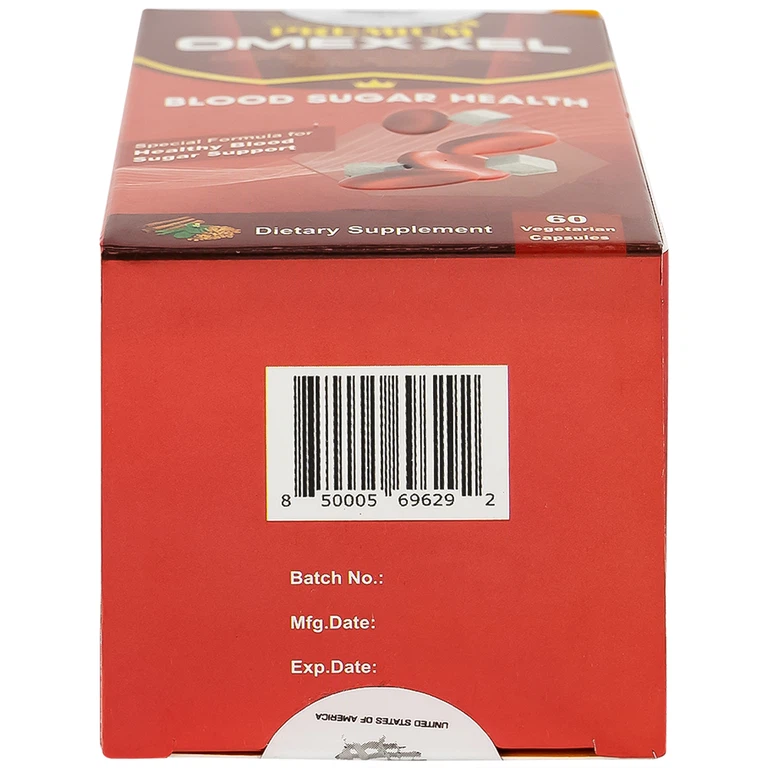 PREMIUM
OMEXXEL
BLOOD SUGAR HEALTH
Special Formula for
Healthy Blood
Sugar Support
Dietary Supplement
60
Vegetarian
Capsules
8 50005 69629 2
Batch No.:
Mfg.Date:
Exp.Date:
UNITED STATES OF AMERICA